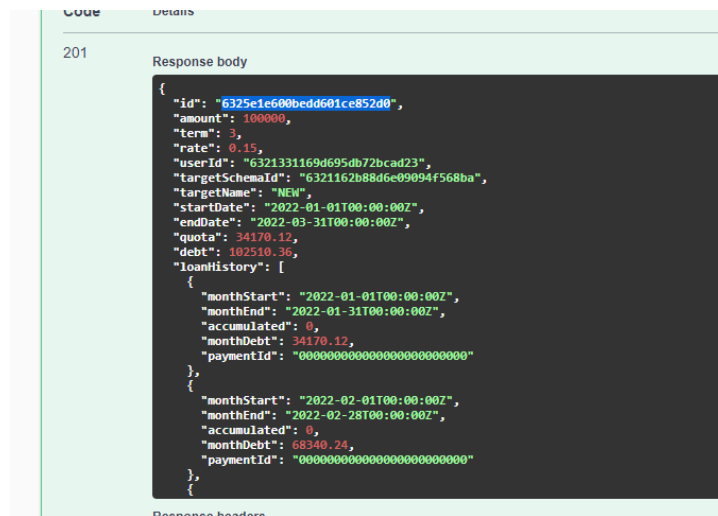 Code Details
201
Response body
{
"id": "6325e1e600bedd601ce852d0",
"amount": 100000,
"term": 3,
"rate": 0.15,
"userId": "6321331169d695db72bcad23",
"targetSchemaId": "6321162b88d6e09094f568ba",
"targetName": "NEW",
"startDate": "2022-01-01T00:00:00Z",
"endDate": "2022-03-31T00:00:00Z",
"quota": 34170.12,
"debt": 102510.36,
"loanHistory": [
{
"monthStart": "2022-01-01T00:00:00Z",
"monthEnd": "2022-01-31T00:00:00Z",
"accumulated": 0,
"monthDebt": 34170.12,
"paymentId": "000000000000000000000000"
},
{
"monthStart": "2022-02-01T00:00:00Z",
"monthEnd": "2022-02-28T00:00:00Z",
"accumulated": 0,
"monthDebt": 68340.24,
"paymentId": "000000000000000000000000"
},
{
Response headers